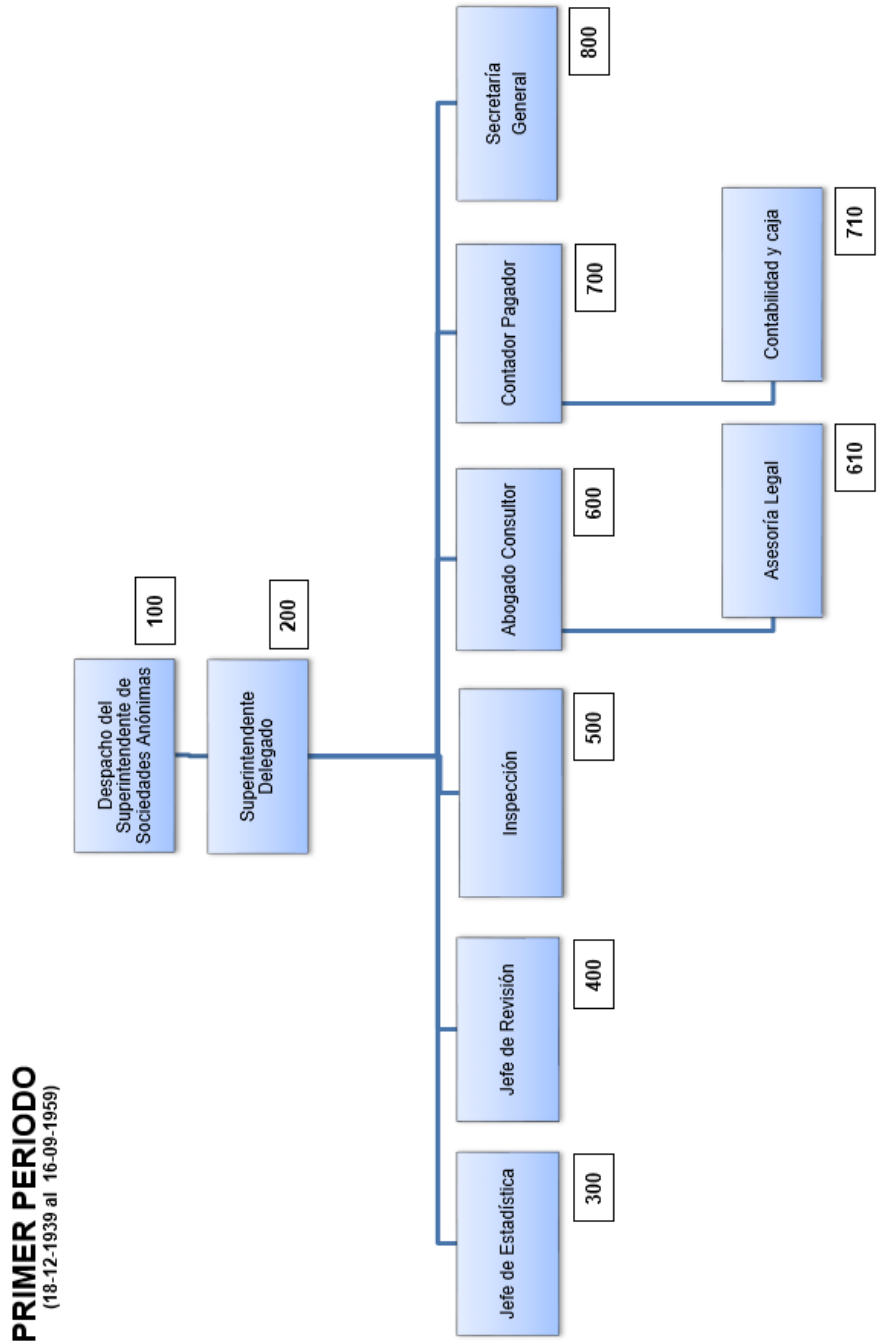 PRIMER PERIODO
(18-12-1939 al 16-09-1959)
Despacho del
Superintendente de
Sociedades Anónimas
100
Superintendente
Delegado
200
Jefe de Estadística
300
Jefe de Revisión
400
Inspección
500
Abogado Consultor
600
Contador Pagador
700
Secretaría
General
800
Asesoría Legal
610
Contabilidad y caja
710